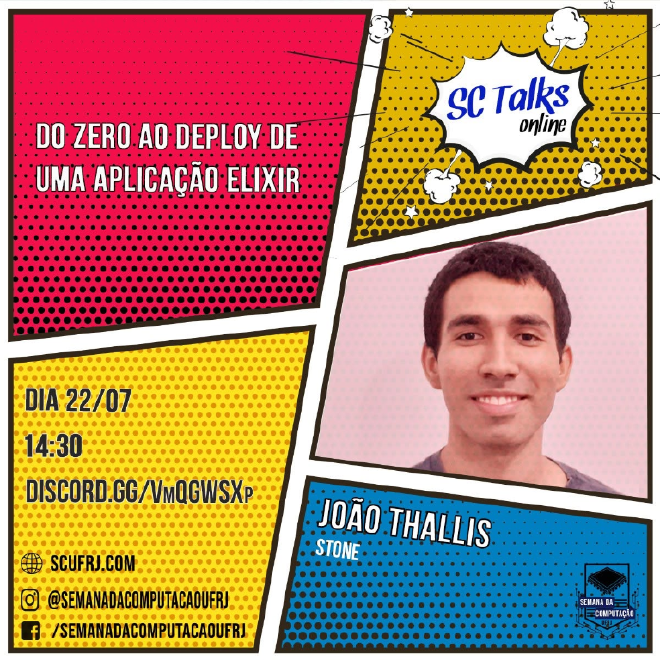 DO ZERO AO DEPLOY DE
UMA APLICAÇÃO ELIXIR
SC Talks
online
DIA 22/07
14:30
DISCORD.GG/VMQGWSXP
SCUFRJ.COM
@SEMANADACOMPUTACAOUFRJ
/SEMANADACOMPUTACAOUFRJ
JOÃO THALLIS
STONE
SEMANA DA
COMPUTAÇÃO